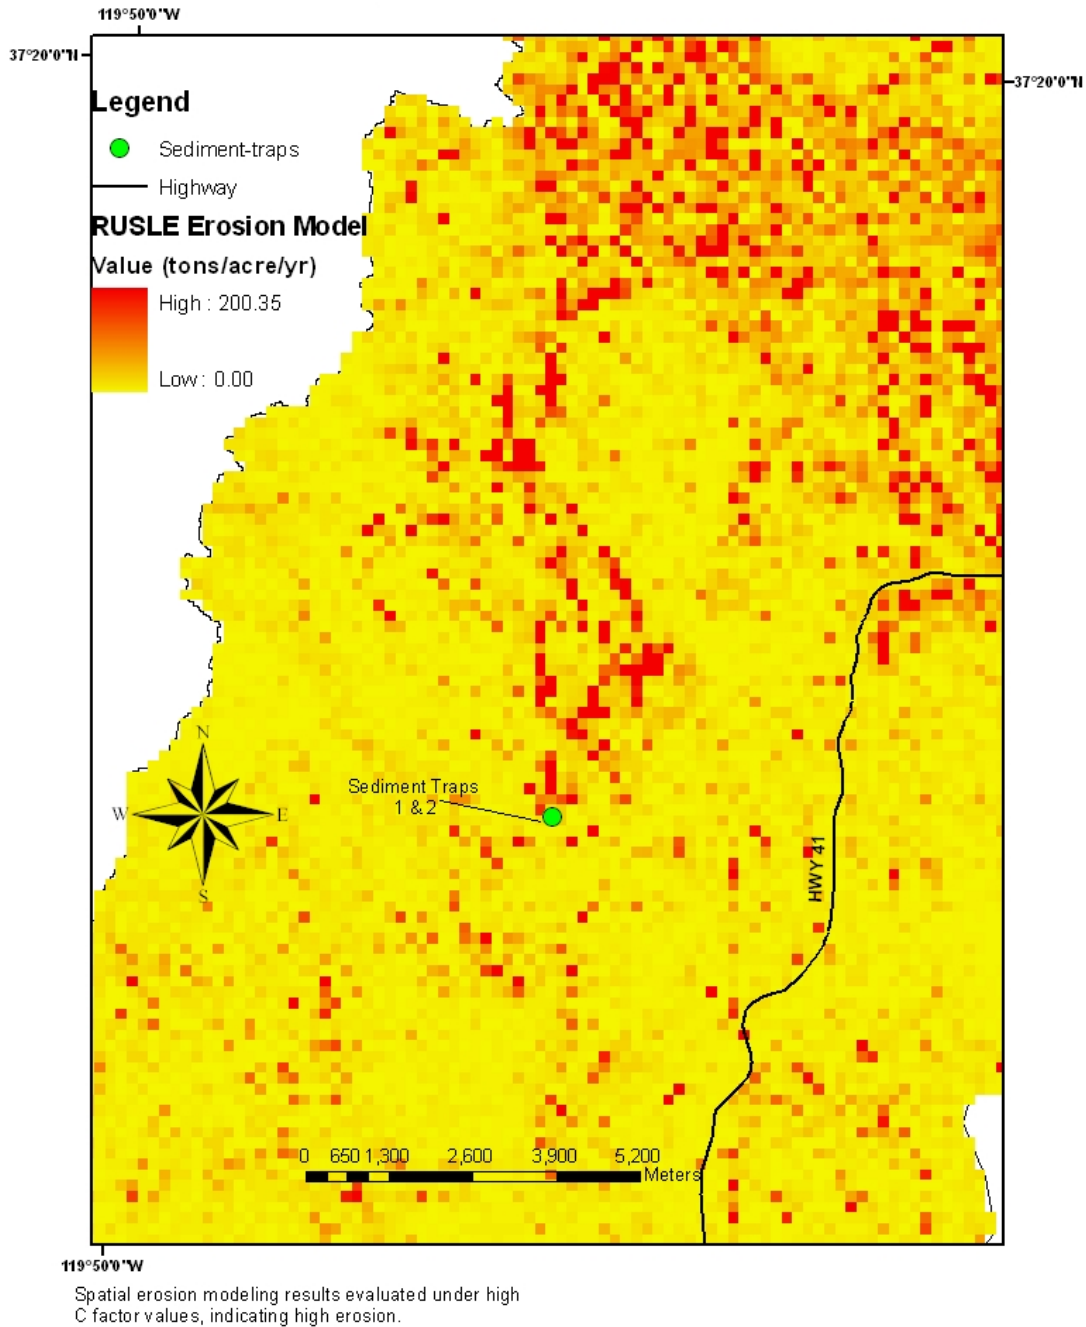 119°50'0"W
37°20'0"N
37°20'0"N
Legend
Sediment-traps
Highway
RUSLE Erosion Model
Value (tons/acre/yr)
High : 200.35
Low : 0.00
N
W
E
S
Sediment Traps
1 & 2
HWY 41
0 650 1,300 2,600 3,900 5,200
Meters
119°50'0"W
Spatial erosion modeling results evaluated under high
C factor values, indicating high erosion.